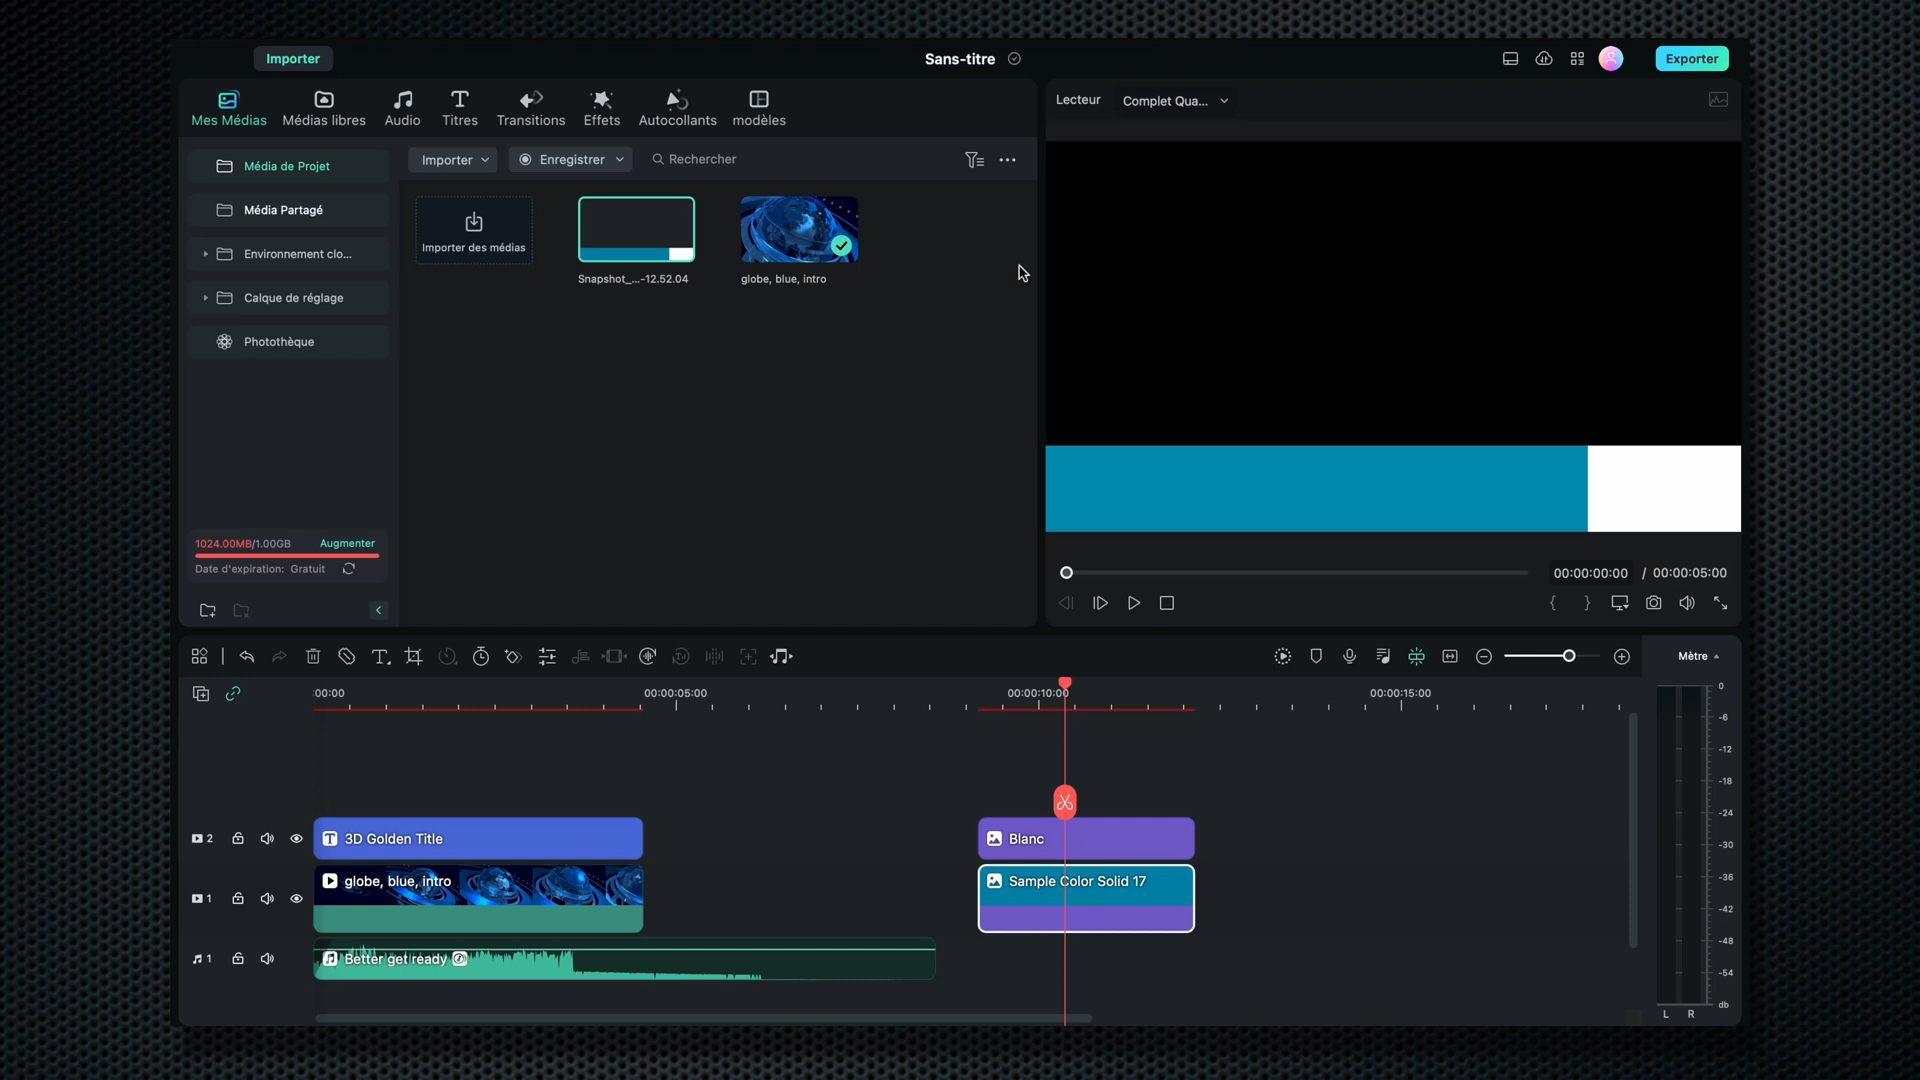 Importer
Sans-titre
Exporter
Mes Médias
Médias libres
Audio
Titres
Transitions
Effets
Autocollants
modèles
Lecteur
Complet Qua...
Média de Projet
Média Partagé
Environnement clo...
Calque de réglage
Photothèque
Importer
Enregistrer
Rechercher
Importer des médias
Snapshot_...-12.52.04
globe, blue, intro
1024.00MB/1.00GB
Augmenter
Date d'expiration: Gratuit
00:00:00:00 / 00:00:05:00
{ }
Mètre
:00:00
00:00:05:00
00:00:10:00
00:00:15:00
2
3D Golden Title
Blanc
1
globe, blue, intro
Sample Color Solid 17
1
Better get ready
0
-6
-12
-18
-24
-30
-36
-42
-48
-54
db
L R